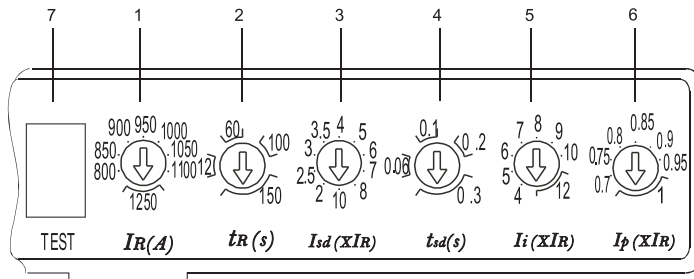 7 1 2 3 4 5 6
900 950 1000 850 1050 800 1100 1250
60 100 12 150
3.5 4 5 3 6 2.5 7 2 8 10
0.1 0.2 0.06 0.3
7 8 9 6 10 5 4 12
0.85 0.8 0.9 0.75 0.95 0.7 1
TEST IR(A) tR(s) Isd(XIR) tsd(s) Ii(XIR) Ip(XIR)